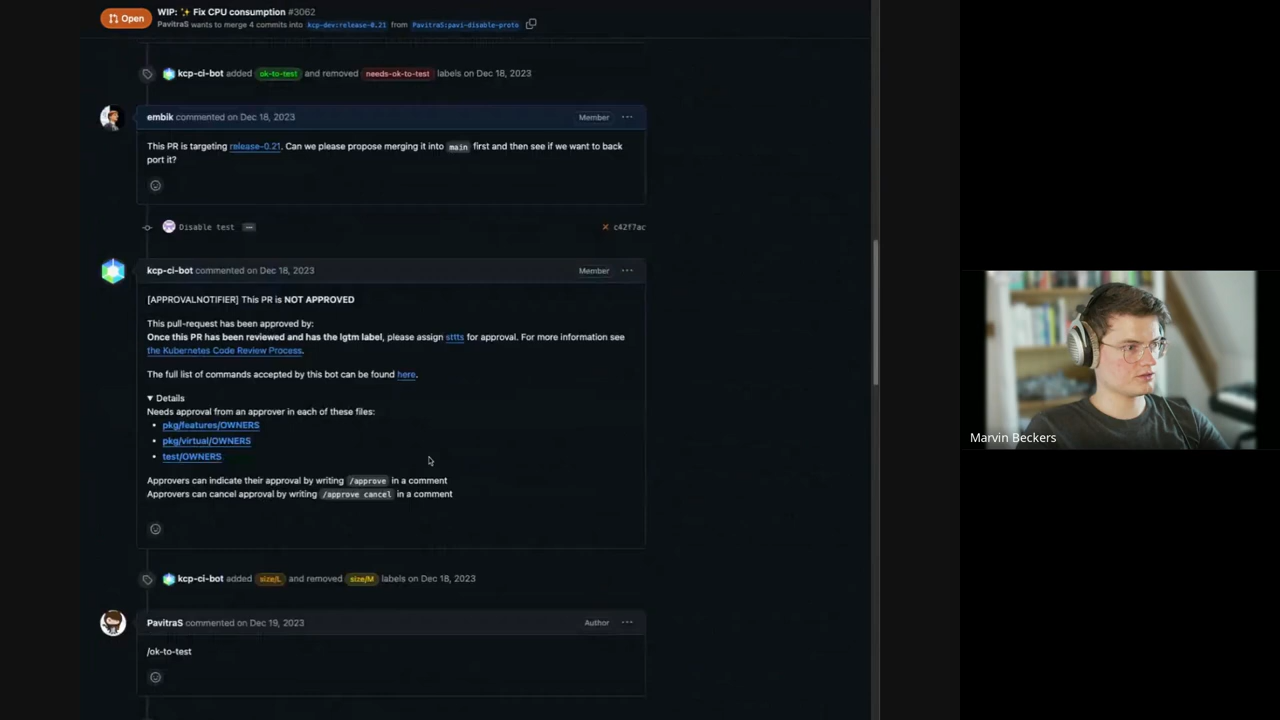 Open
WIP: ✨ Fix CPU consumption #3062
PavitraS wants to merge 4 commits into kcp-dev:release-0.21 from PavitraS:pavi-disable-proto
kcp-ci-bot added ok-to-test and removed needs-ok-to-test labels on Dec 18, 2023
embik commented on Dec 18, 2023
Member
This PR is targeting release-0.21. Can we please propose merging it into main first and then see if we want to back
port it?
Disable test
c42f7ac
kcp-ci-bot commented on Dec 18, 2023
Member
[APPROVALNOTIFIER] This PR is NOT APPROVED
This pull-request has been approved by:
Once this PR has been reviewed and has the lgtm label, please assign sttts for approval. For more information see
the Kubernetes Code Review Process.
The full list of commands accepted by this bot can be found here.
▼ Details
Needs approval from an approver in each of these files:
• pkg/features/OWNERS
• pkg/virtual/OWNERS
• test/OWNERS
Approvers can indicate their approval by writing /approve in a comment
Approvers can cancel approval by writing /approve cancel in a comment
kcp-ci-bot added size/L and removed size/M labels on Dec 18, 2023
PavitraS commented on Dec 19, 2023
Author
/ok-to-test
Marvin Beckers